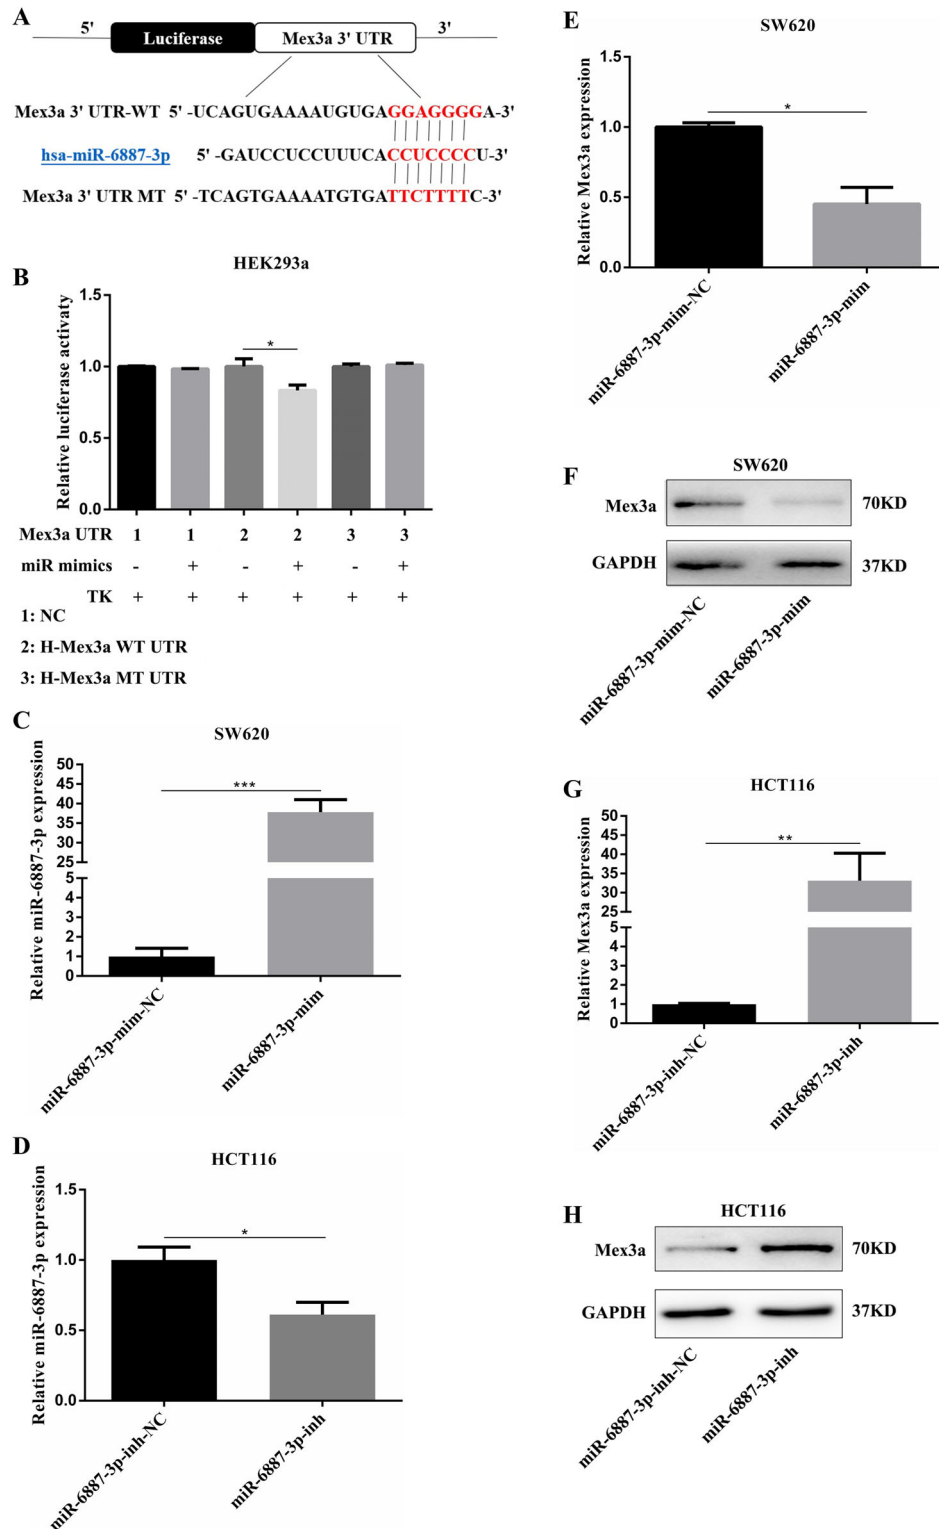 A
5' Luciferase Mex3a 3' UTR 3'
Mex3a 3' UTR-WT 5' -UCAGUGAAAAUGUGAGGAGGGGA-3'
hsa-miR-6887-3p 5' -GAUCCUCCUUUCACCUCCCCU-3'
Mex3a 3' UTR MT 5' -TCAGTGAAAATGTGATTCTTTTC-3'
B
HEK293a
Relative luciferase activaty
1.5
1.0
0.5
0.0
*
Mex3a UTR 1 1 2 2 3 3
miR mimics - + - + - +
TK + + + + + +
1: NC
2: H-Mex3a WT UTR
3: H-Mex3a MT UTR
C
SW620
Relative miR-6887-3p expression
50
45
40
35
30
25
5
4
3
2
1
0
***
miR-6887-3p-mim-NC
miR-6887-3p-mim
D
HCT116
Relative miR-6887-3p expression
1.5
1.0
0.5
0.0
*
miR-6887-3p-inh-NC
miR-6887-3p-inh
E
SW620
Relative Mex3a expression
1.5
1.0
0.5
0.0
*
miR-6887-3p-mim-NC
miR-6887-3p-mim
F
SW620
Mex3a 70KD
GAPDH 37KD
miR-6887-3p-mim-NC
miR-6887-3p-mim
G
HCT116
Relative Mex3a expression
50
45
40
35
30
25
5
4
3
2
1
0
**
miR-6887-3p-inh-NC
miR-6887-3p-inh
H
HCT116
Mex3a 70KD
GAPDH 37KD
miR-6887-3p-inh-NC
miR-6887-3p-inh